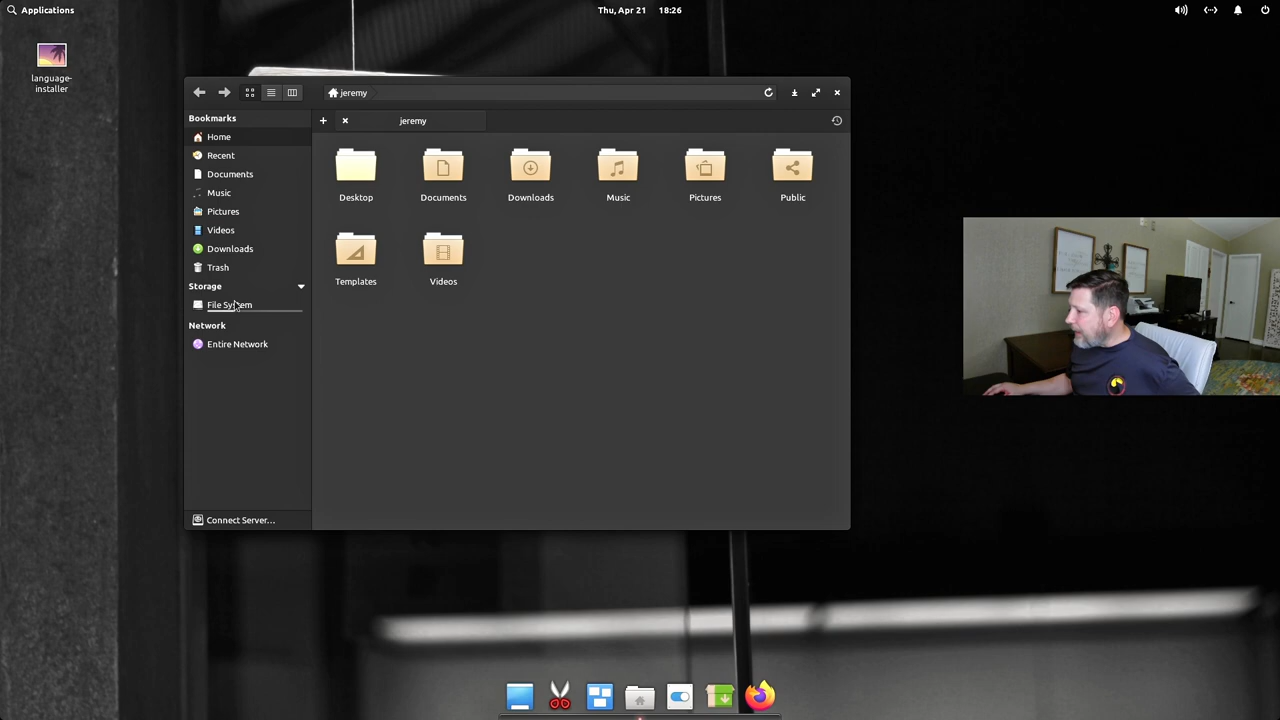 Applications
Thu, Apr 21 18:26
language-
installer
jeremy
Bookmarks
jeremy
Home
Recent
Documents
Music
Pictures
Videos
Downloads
Trash
Storage
File System
Network
Entire Network
Connect Server...
Desktop
Documents
Downloads
Music
Pictures
Public
Templates
Videos